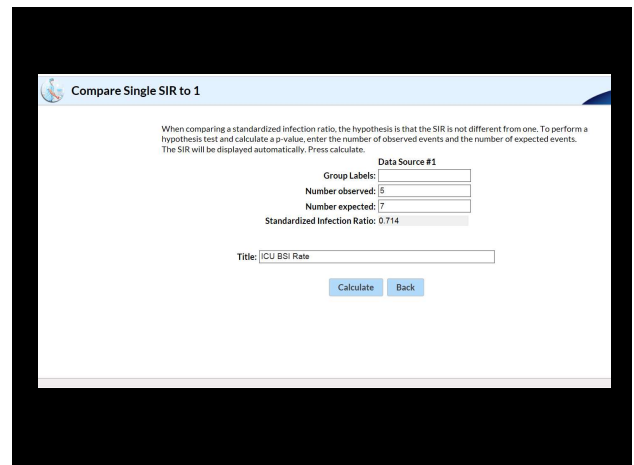 Compare Single SIR to 1
When comparing a standardized infection ratio, the hypothesis is that the SIR is not different from one. To perform a
hypothesis test and calculate a p-value, enter the number of observed events and the number of expected events.
The SIR will be displayed automatically. Press calculate.
Data Source #1
Group Labels:
Number observed: 5
Number expected: 7
Standardized Infection Ratio: 0.714
Title: ICU BSI Rate
Calculate Back